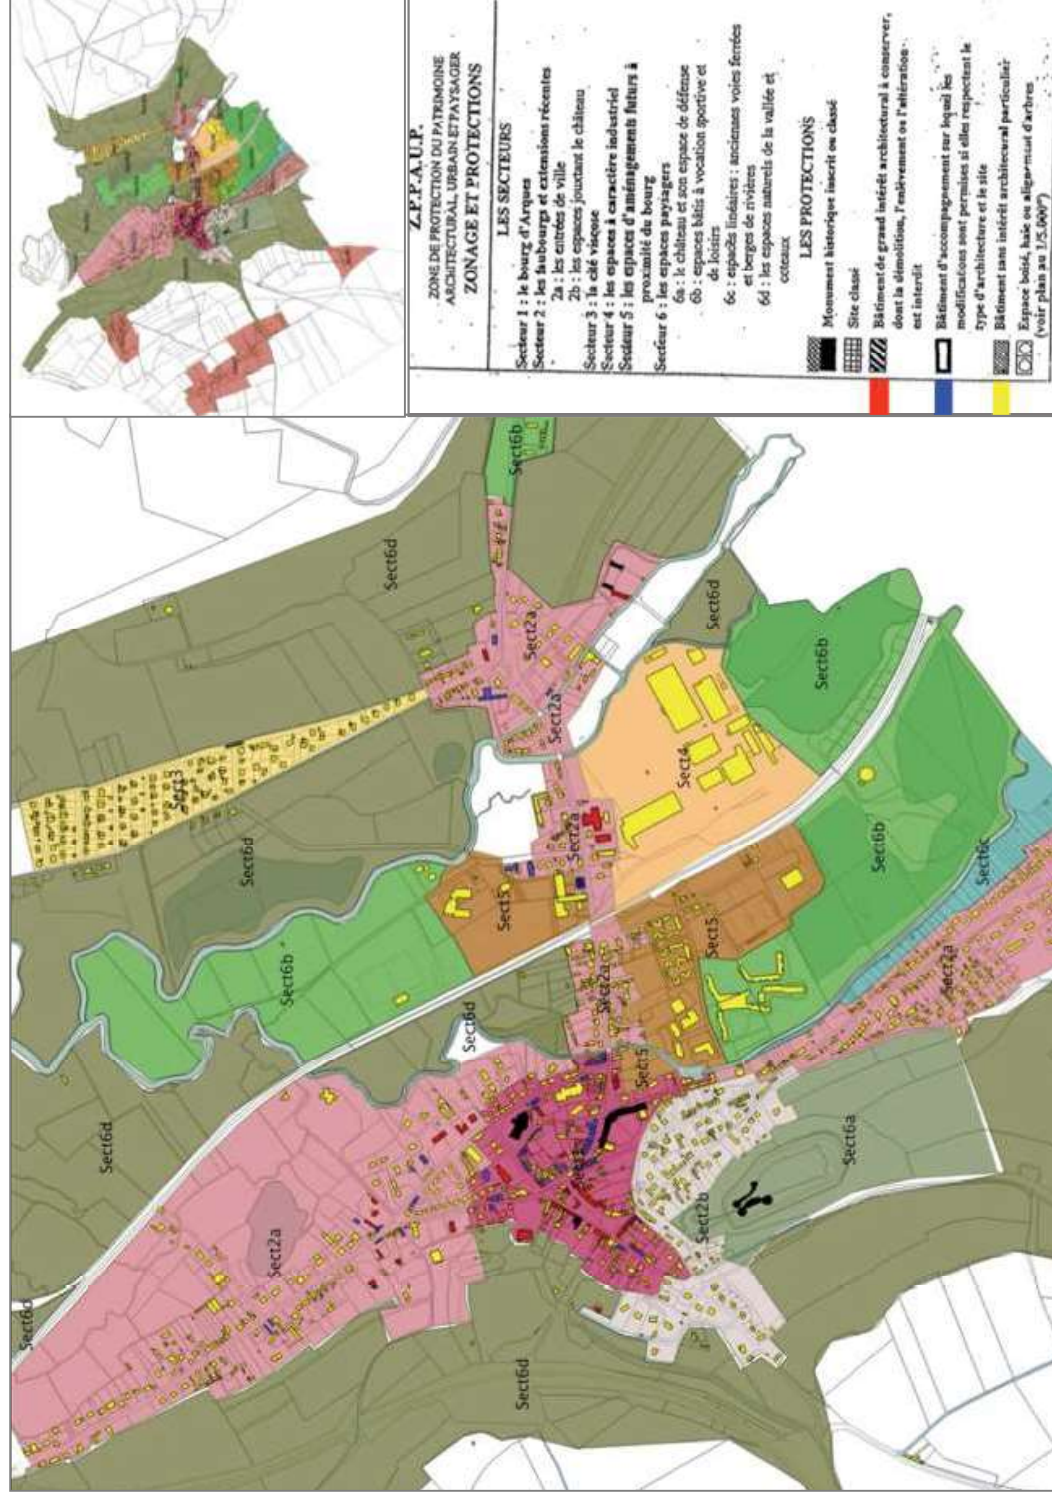 Z.P.P.A.U.P.
ZONE DE PROTECTION DU PATRIMOINE
ARCHITECTURAL, URBAIN ET PAYSAGER
ZONAGE ET PROTECTIONS
LES SECTEURS
Secteur 1 : le bourg d'Arques
Secteur 2 : les faubourgs et extensions récentes
2a : les entrées de ville
2b : les espaces jouxtant le château
Secteur 3 : la cité viscose
Secteur 4 : les espaces à caractère industriel
Secteur 5 : les espaces d'aménagements futurs à
proximité du bourg
Secteur 6 : les espaces paysagers
6a : le château et son espace de défense
6b : espaces bâtis à vocation sportive et
de loisirs
6c : espaces linéaires : anciennes voies ferrées
et berges de rivières
6d : les espaces naturels de la vallée et
coteaux
LES PROTECTIONS
Monument historique inscrit ou classé
Site classé
Bâtiment de grand intérêt architectural à conserver,
dont la démolition, l'enlèvement ou l'altération
est interdit
Bâtiment d'accompagnement sur lequel les
modifications sont permises si elles respectent le
type d'architecture et le site
Bâtiment sans intérêt architectural particulier
Espace boisé, haie ou alignement d'arbres
(voir plan au 1/5.000°)
Sect6b
Sect6d
Sect6d
Sect2a
Sect2a
Sect6b
Sect3
Sect4
Sect2a
Sect6d
Sect6b
Sect6c
Sect5
Sect5
Sect2a
Sect2a
Sect6b
Sect6d
Sect5
Sect6d
Sect6a
Sect2b
Sect2a
Sect6d
Sect6d